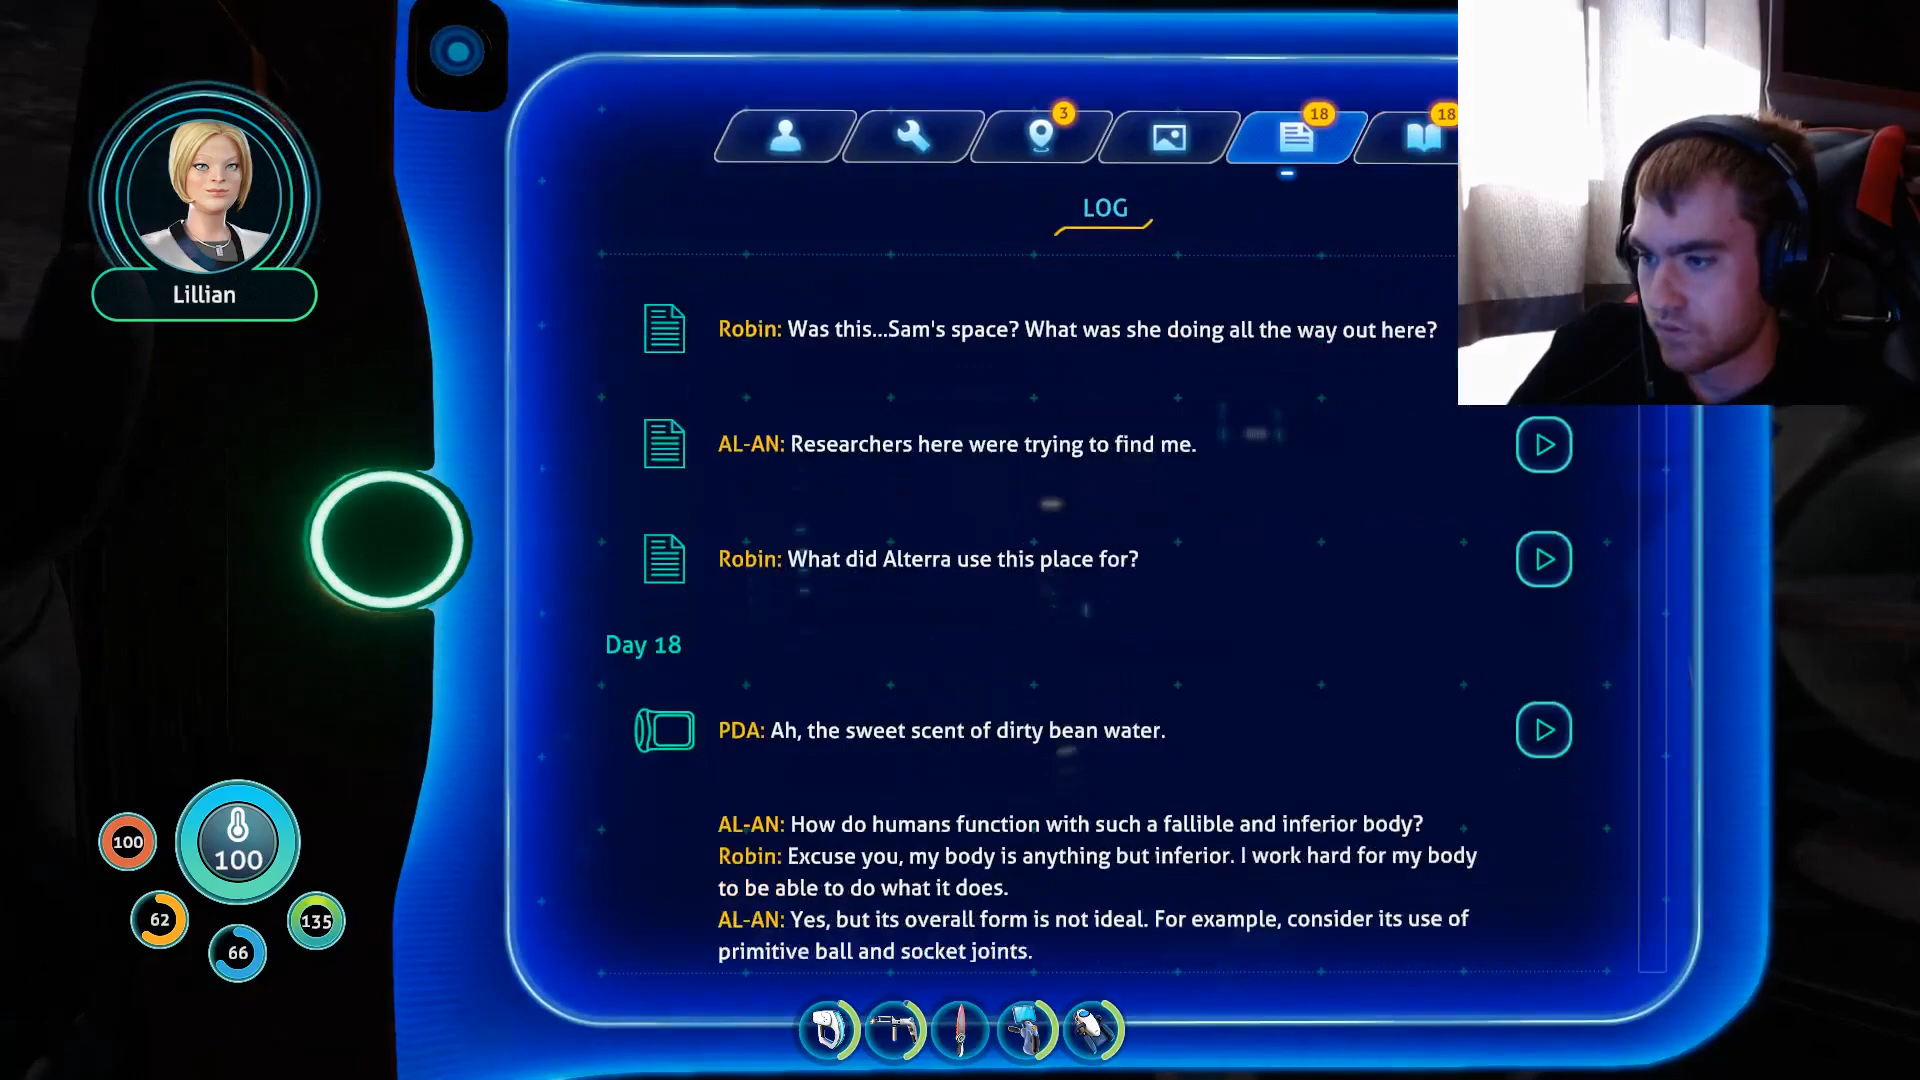 3
18
18
LOG
Lillian
Robin: Was this...Sam's space? What was she doing all the way out here?
AL-AN: Researchers here were trying to find me.
Robin: What did Alterra use this place for?
Day 18
PDA: Ah, the sweet scent of dirty bean water.
AL-AN: How do humans function with such a fallible and inferior body?
Robin: Excuse you, my body is anything but inferior. I work hard for my body
to be able to do what it does.
AL-AN: Yes, but its overall form is not ideal. For example, consider its use of
primitive ball and socket joints.
100
100
62
135
66